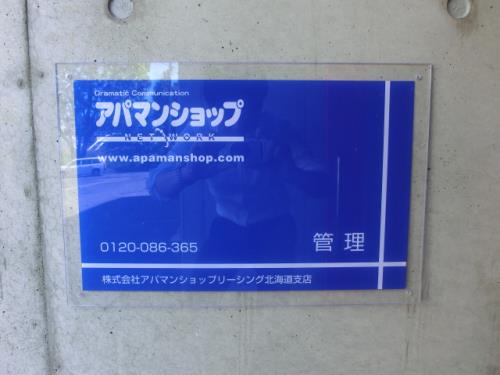 Dramatic Communication
アパマンショップ
NETWORK
www.apamanshop.com
0120-086-365
管理
株式会社アパマンショップリーシング北海道支店